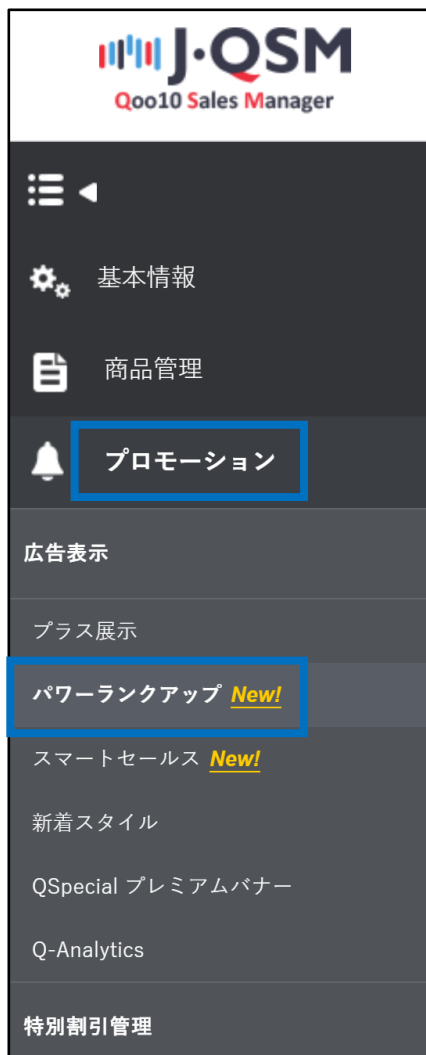 J·QSM
Qoo10 Sales Manager
基本情報
商品管理
プロモーション
広告表示
プラス展示
パワーランクアップ New!
スマートセールス New!
新着スタイル
QSpecial プレミアムバナー
Q-Analytics
特別割引管理